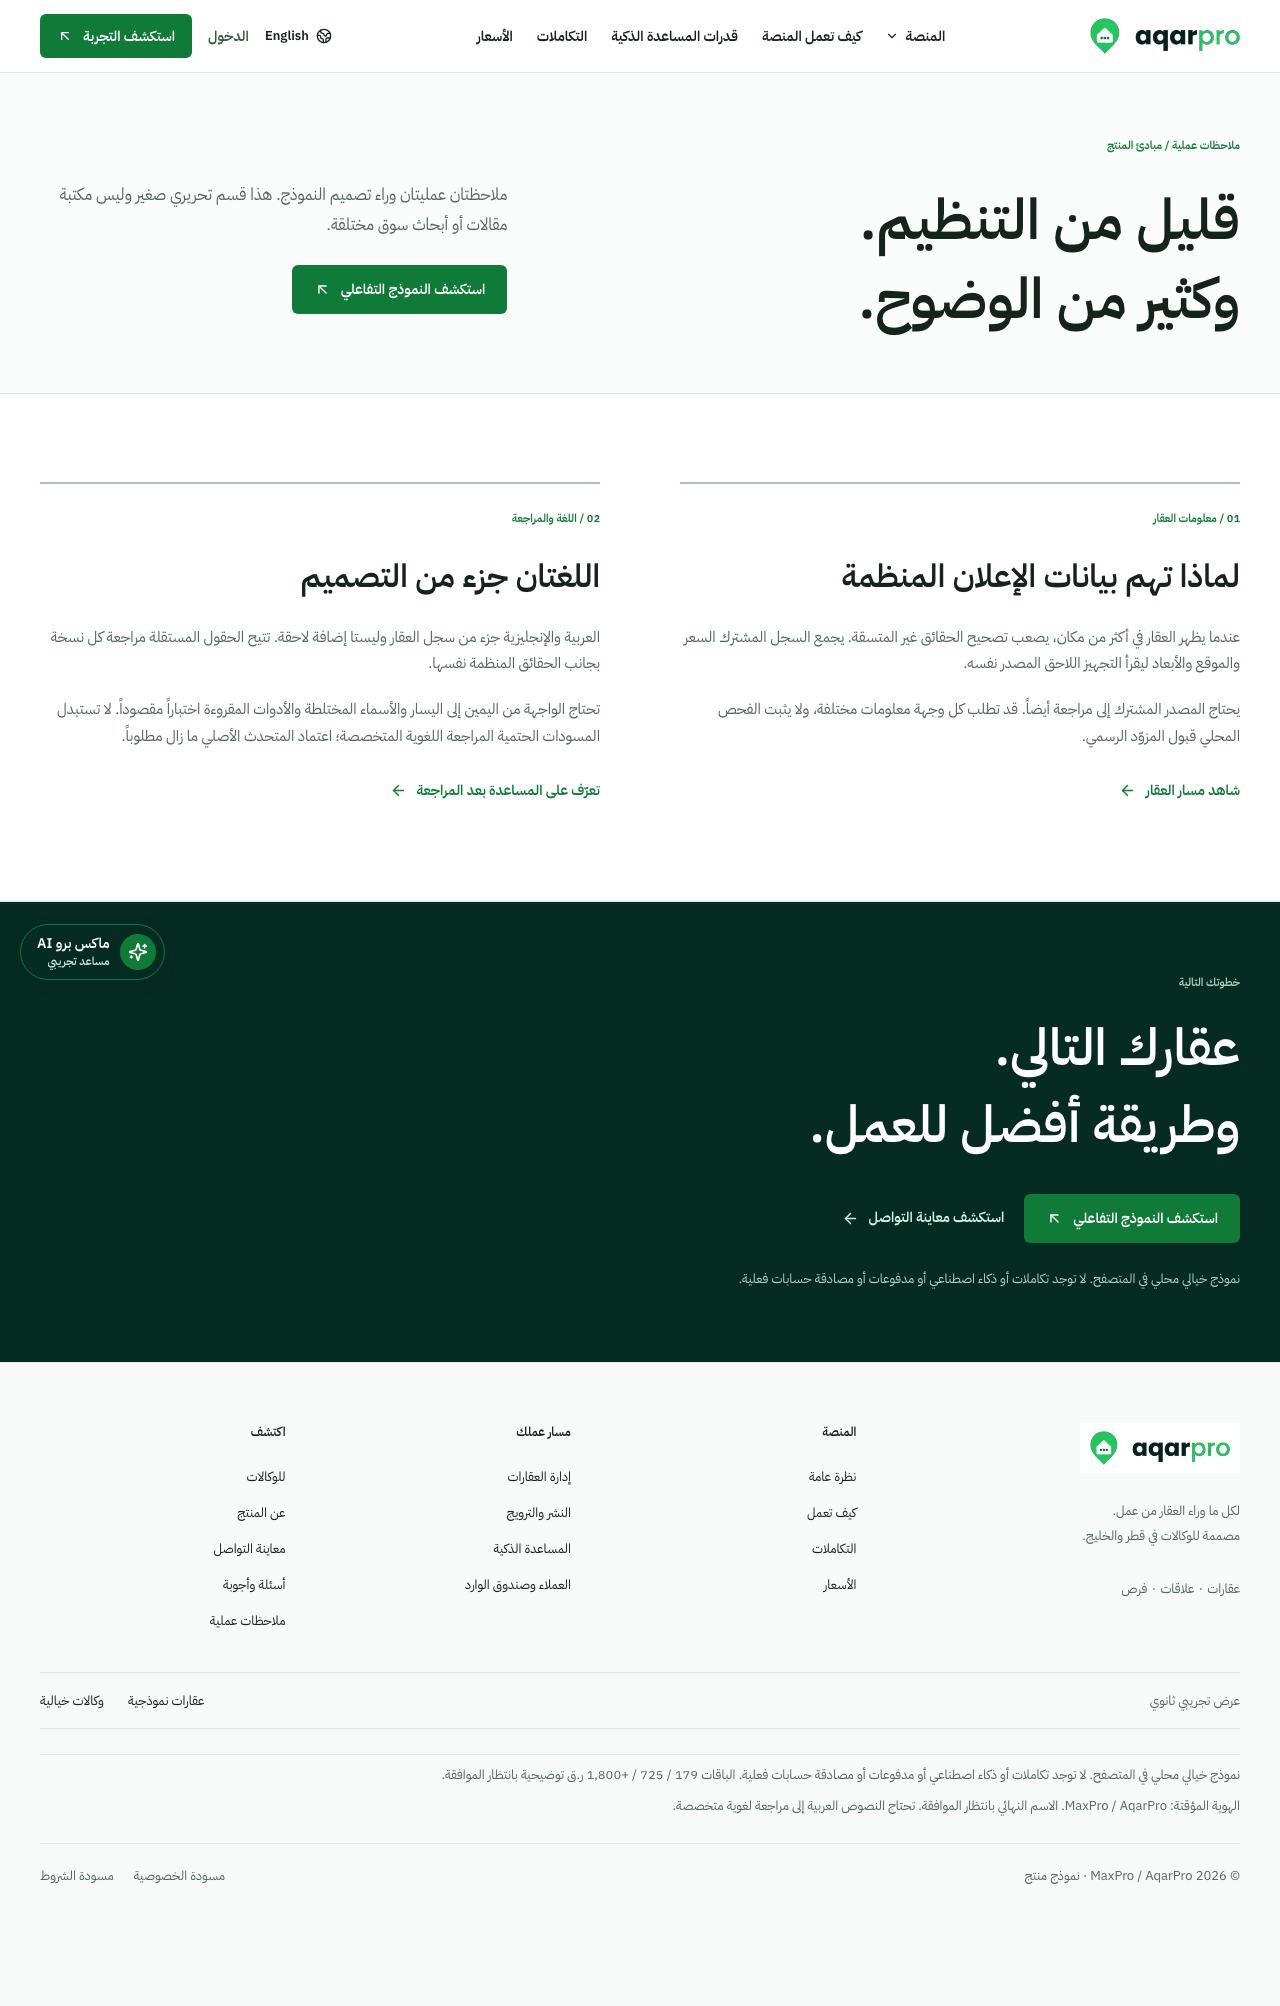 aqarpro
المنصة
كيف تعمل المنصة
قدرات المساعدة الذكية
التكاملات
الأسعار
English
الدخول
استكشف التجربة
ملاحظات عملية / مبادئ المنتج
قليل من التنظيم.
وكثير من الوضوح.
ملاحظتان عمليتان وراء تصميم النموذج. هذا قسم تحريري صغير وليس مكتبة
مقالات أو أبحاث سوق مختلقة.
استكشف النموذج التفاعلي
01 / معلومات العقار
لماذا تهم بيانات الإعلان المنظمة
عندما يظهر العقار في أكثر من مكان، يصعب تصحيح الحقائق غير المتسقة. يجمع السجل المشترك السعر
والموقع والأبعاد ليقرأ التجهيز اللاحق المصدر نفسه.
يحتاج المصدر المشترك إلى مراجعة أيضاً. قد تطلب كل وجهة معلومات مختلفة، ولا يثبت الفحص
المحلي قبول المزوّد الرسمي.
شاهد مسار العقار
02 / اللغة والمراجعة
اللغتان جزء من التصميم
العربية والإنجليزية جزء من سجل العقار وليستا إضافة لاحقة. تتيح الحقول المستقلة مراجعة كل نسخة
بجانب الحقائق المنظمة نفسها.
تحتاج الواجهة من اليمين إلى اليسار والأسماء المختلطة والأدوات المقروءة اختباراً مقصوداً. لا تستبدل
المسودات الحتمية المراجعة اللغوية المتخصصة؛ اعتماد المتحدث الأصلي ما زال مطلوباً.
تعرّف على المساعدة بعد المراجعة
ماكس برو AI
مساعد تجريبي
خطوتك التالية
عقارك التالي.
وطريقة أفضل للعمل.
استكشف النموذج التفاعلي
استكشف معاينة التواصل
نموذج خيالي محلي في المتصفح. لا توجد تكاملات أو ذكاء اصطناعي أو مدفوعات أو مصادقة حسابات فعلية.
aqarpro
لكل ما وراء العقار من عمل.
مصممة للوكالات في قطر والخليج.
عقارات · علاقات · فرص
المنصة
نظرة عامة
كيف تعمل
التكاملات
الأسعار
مسار عملك
إدارة العقارات
النشر والترويج
المساعدة الذكية
العملاء وصندوق الوارد
اكتشف
للوكالات
عن المنتج
معاينة التواصل
أسئلة وأجوبة
ملاحظات عملية
عرض تجريبي ثانوي
عقارات نموذجية
وكالات خيالية
نموذج خيالي محلي في المتصفح. لا توجد تكاملات أو ذكاء اصطناعي أو مدفوعات أو مصادقة حسابات فعلية. الباقات 179 / 725 / +1,800 ر.ق توضيحية بانتظار الموافقة.
الهوية المؤقتة: MaxPro / AqarPro. الاسم النهائي بانتظار الموافقة. تحتاج النصوص العربية إلى مراجعة لغوية متخصصة.
© 2026 MaxPro / AqarPro · نموذج منتج
مسودة الخصوصية
مسودة الشروط